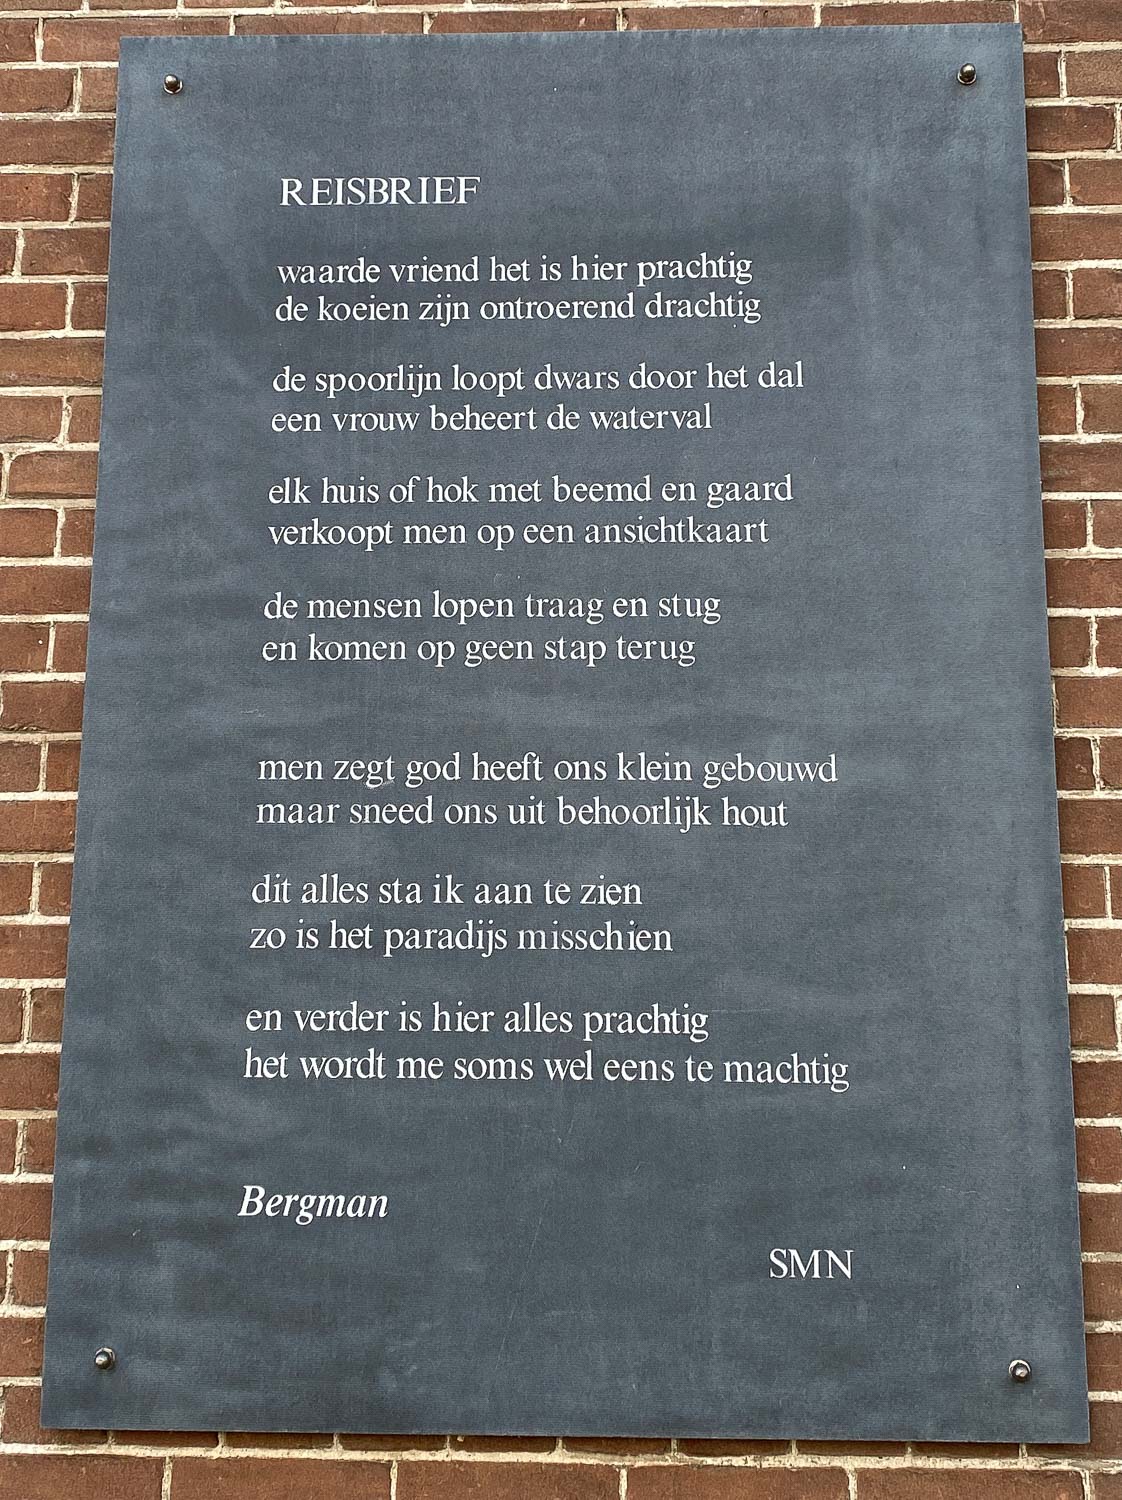 REISBRIEF
waarde vriend het is hier prachtig
de koeien zijn ontroerend drachtig
de spoorlijn loopt dwars door het dal
een vrouw beheert de waterval
elk huis of hok met beemd en gaard
verkoopt men op een ansichtkaart
de mensen lopen traag en stug
en komen op geen stap terug
men zegt god heeft ons klein gebouwd
maar sneed ons uit behoorlijk hout
dit alles sta ik aan te zien
zo is het paradijs misschien
en verder is hier alles prachtig
het wordt me soms wel eens te machtig
Bergman
SMN